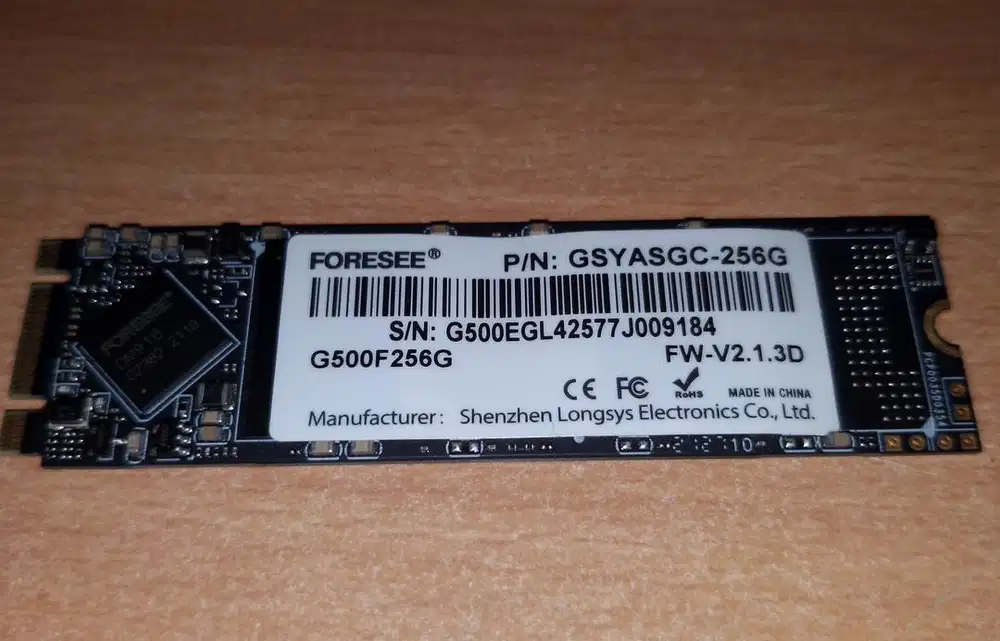 FORESEE®
P/N: GSYASGC-256G
S/N: G500EGL42577J009184
G500F256G
FW-V2.1.3D
CE FC RoHS MADE IN CHINA
Manufacturer: Shenzhen Longsys Electronics Co., Ltd.
FORESEE